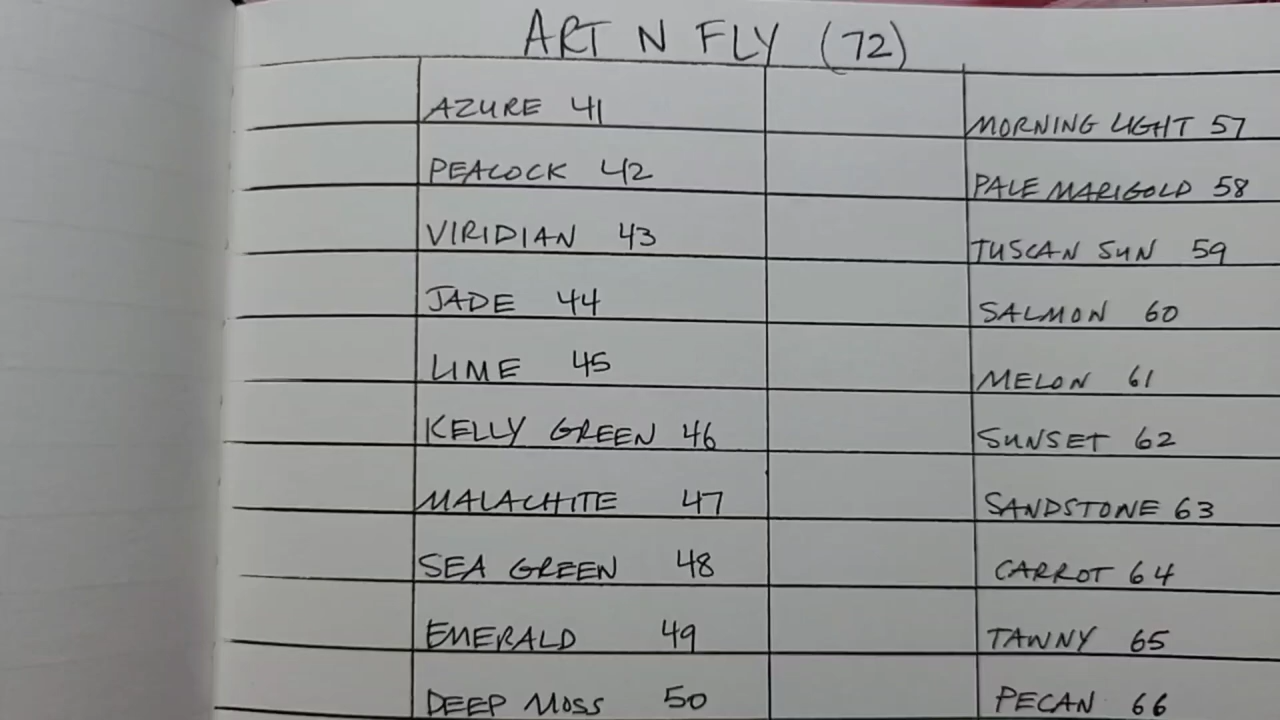 ART N FLY (72)
AZURE 41
PEACOCK 42
VIRIDIAN 43
JADE 44
LIME 45
KELLY GREEN 46
MALACHITE 47
SEA GREEN 48
EMERALD 49
DEEP MOSS 50
MORNING LIGHT 57
PALE MARIGOLD 58
TUSCAN SUN 59
SALMON 60
MELON 61
SUNSET 62
SANDSTONE 63
CARROT 64
TAWNY 65
PECAN 66